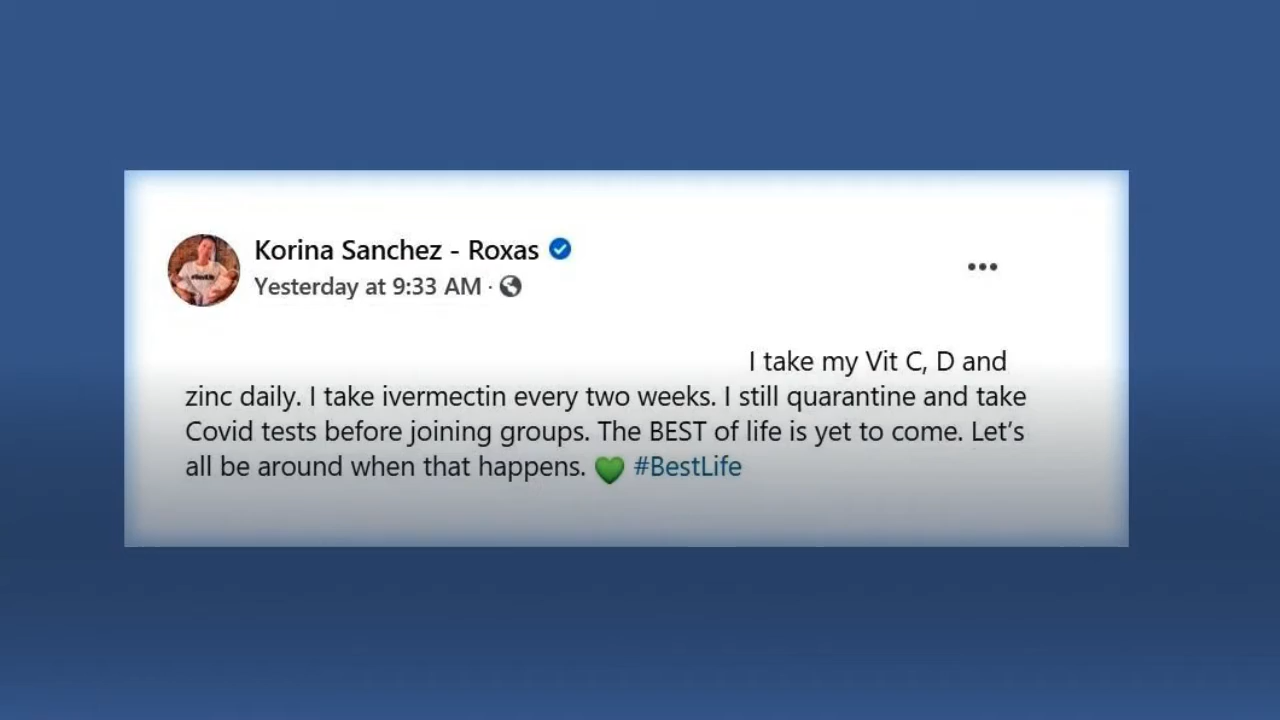 Korina Sanchez - Roxas
Yesterday at 9:33 AM ·
I take my Vit C, D and
zinc daily. I take ivermectin every two weeks. I still quarantine and take
Covid tests before joining groups. The BEST of life is yet to come. Let's
all be around when that happens. 💚 #BestLife